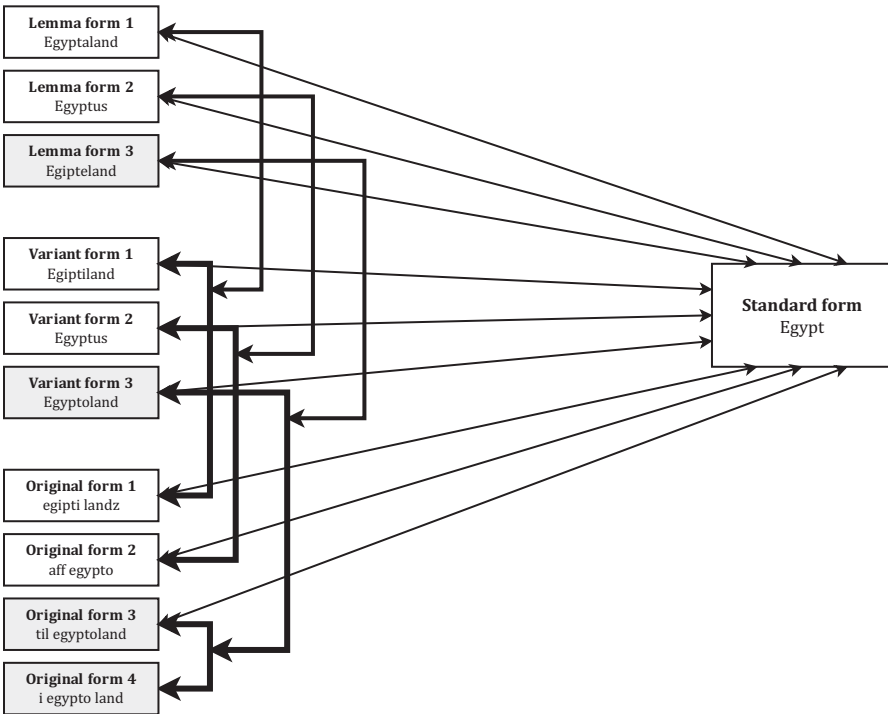 Lemma form 1
Egyptaland
Lemma form 2
Egyptus
Lemma form 3
Egipteland
Variant form 1
Egiptiland
Variant form 2
Egyptus
Variant form 3
Egyptoland
Original form 1
egipti landz
Original form 2
aff egypto
Original form 3
til egyptoland
Original form 4
i egypto land
Standard form
Egypt